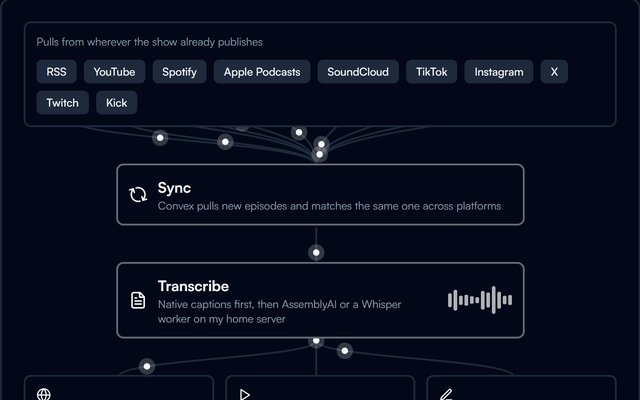 Pulls from wherever the show already publishes
RSS YouTube Spotify Apple Podcasts SoundCloud TikTok Instagram X
Twitch Kick
Sync
Convex pulls new episodes and matches the same one across platforms
Transcribe
Native captions first, then AssemblyAI or a Whisper
worker on my home server